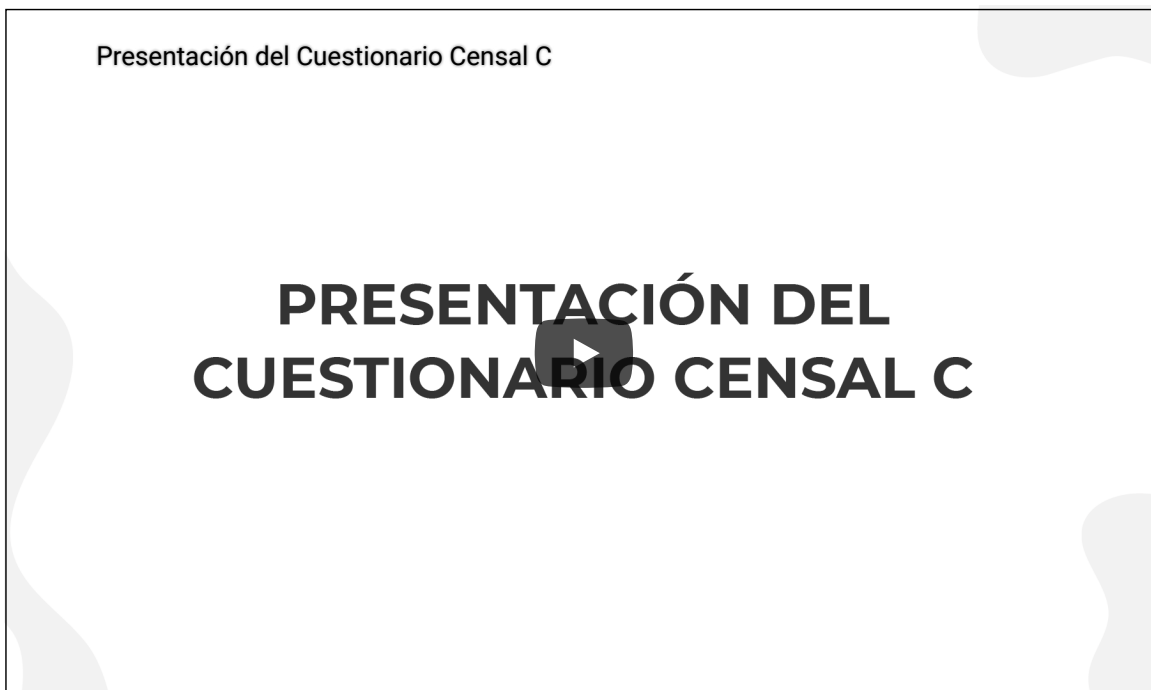 Presentación del Cuestionario Censal C
PRESENTACIÓN DEL
CUESTIONARIO CENSAL C